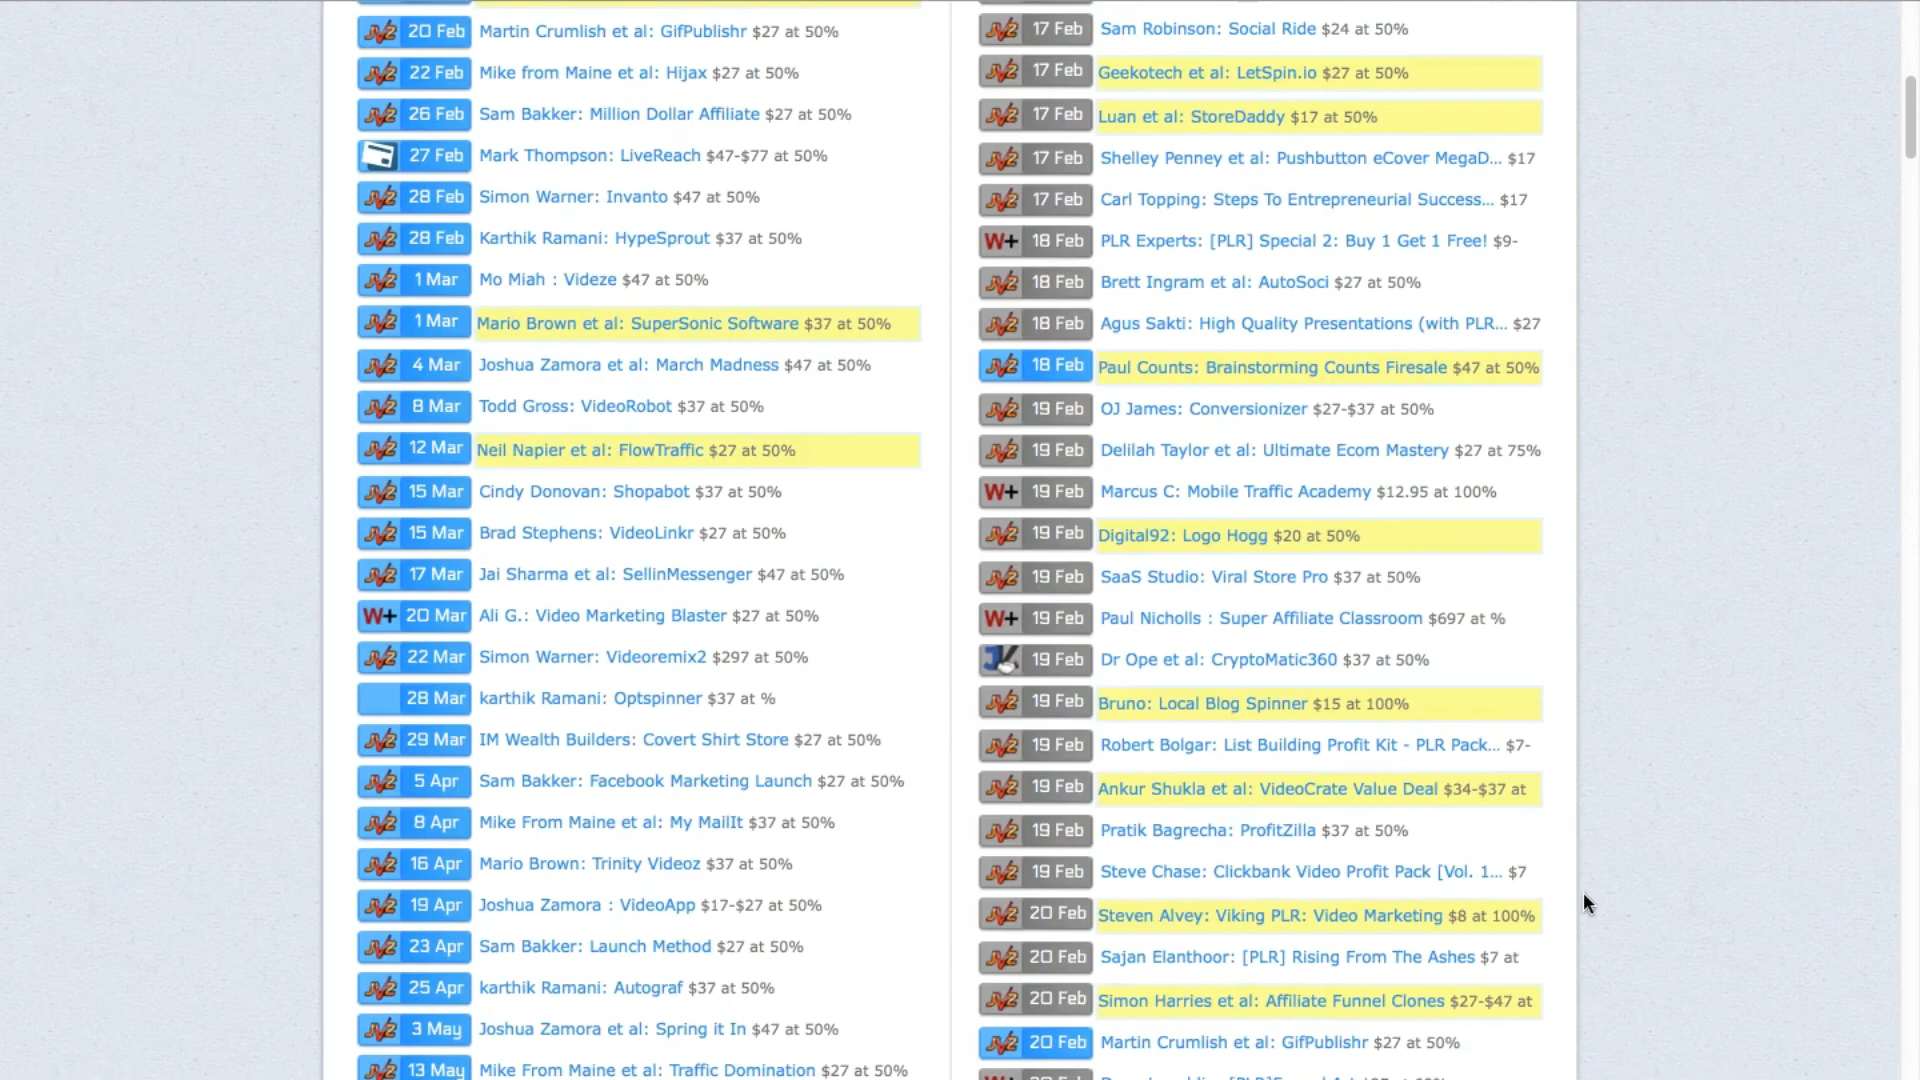 20 Feb Martin Crumlish et al: GifPublishr $27 at 50%
22 Feb Mike from Maine et al: Hijax $27 at 50%
26 Feb Sam Bakker: Million Dollar Affiliate $27 at 50%
27 Feb Mark Thompson: LiveReach $47-$77 at 50%
28 Feb Simon Warner: Invanto $47 at 50%
28 Feb Karthik Ramani: HypeSprout $37 at 50%
1 Mar Mo Miah : Videze $47 at 50%
1 Mar Mario Brown et al: SuperSonic Software $37 at 50%
4 Mar Joshua Zamora et al: March Madness $47 at 50%
8 Mar Todd Gross: VideoRobot $37 at 50%
12 Mar Neil Napier et al: FlowTraffic $27 at 50%
15 Mar Cindy Donovan: Shopabot $37 at 50%
15 Mar Brad Stephens: VideoLinkr $27 at 50%
17 Mar Jai Sharma et al: SellinMessenger $47 at 50%
W+ 20 Mar Ali G.: Video Marketing Blaster $27 at 50%
22 Mar Simon Warner: Videoremix2 $297 at 50%
28 Mar karthik Ramani: Optspinner $37 at %
29 Mar IM Wealth Builders: Covert Shirt Store $27 at 50%
5 Apr Sam Bakker: Facebook Marketing Launch $27 at 50%
8 Apr Mike From Maine et al: My MailIt $37 at 50%
16 Apr Mario Brown: Trinity Videoz $37 at 50%
19 Apr Joshua Zamora : VideoApp $17-$27 at 50%
23 Apr Sam Bakker: Launch Method $27 at 50%
25 Apr karthik Ramani: Autograf $37 at 50%
3 May Joshua Zamora et al: Spring it In $47 at 50%
13 May Mike From Maine et al: Traffic Domination $27 at 50%
17 Feb Sam Robinson: Social Ride $24 at 50%
17 Feb Geekotech et al: LetSpin.io $27 at 50%
17 Feb Luan et al: StoreDaddy $17 at 50%
17 Feb Shelley Penney et al: Pushbutton eCover MegaD... $17
17 Feb Carl Topping: Steps To Entrepreneurial Success... $17
W+ 18 Feb PLR Experts: [PLR] Special 2: Buy 1 Get 1 Free! $9-
18 Feb Brett Ingram et al: AutoSoci $27 at 50%
18 Feb Agus Sakti: High Quality Presentations (with PLR... $27
18 Feb Paul Counts: Brainstorming Counts Firesale $47 at 50%
19 Feb OJ James: Conversionizer $27-$37 at 50%
19 Feb Delilah Taylor et al: Ultimate Ecom Mastery $27 at 75%
W+ 19 Feb Marcus C: Mobile Traffic Academy $12.95 at 100%
19 Feb Digital92: Logo Hogg $20 at 50%
19 Feb SaaS Studio: Viral Store Pro $37 at 50%
W+ 19 Feb Paul Nicholls : Super Affiliate Classroom $697 at %
19 Feb Dr Ope et al: CryptoMatic360 $37 at 50%
19 Feb Bruno: Local Blog Spinner $15 at 100%
19 Feb Robert Bolgar: List Building Profit Kit - PLR Pack... $7-
19 Feb Ankur Shukla et al: VideoCrate Value Deal $34-$37 at
19 Feb Pratik Bagrecha: ProfitZilla $37 at 50%
19 Feb Steve Chase: Clickbank Video Profit Pack [Vol. 1... $7
20 Feb Steven Alvey: Viking PLR: Video Marketing $8 at 100%
20 Feb Sajan Elanthoor: [PLR] Rising From The Ashes $7 at
20 Feb Simon Harries et al: Affiliate Funnel Clones $27-$47 at
20 Feb Martin Crumlish et al: GifPublishr $27 at 50%